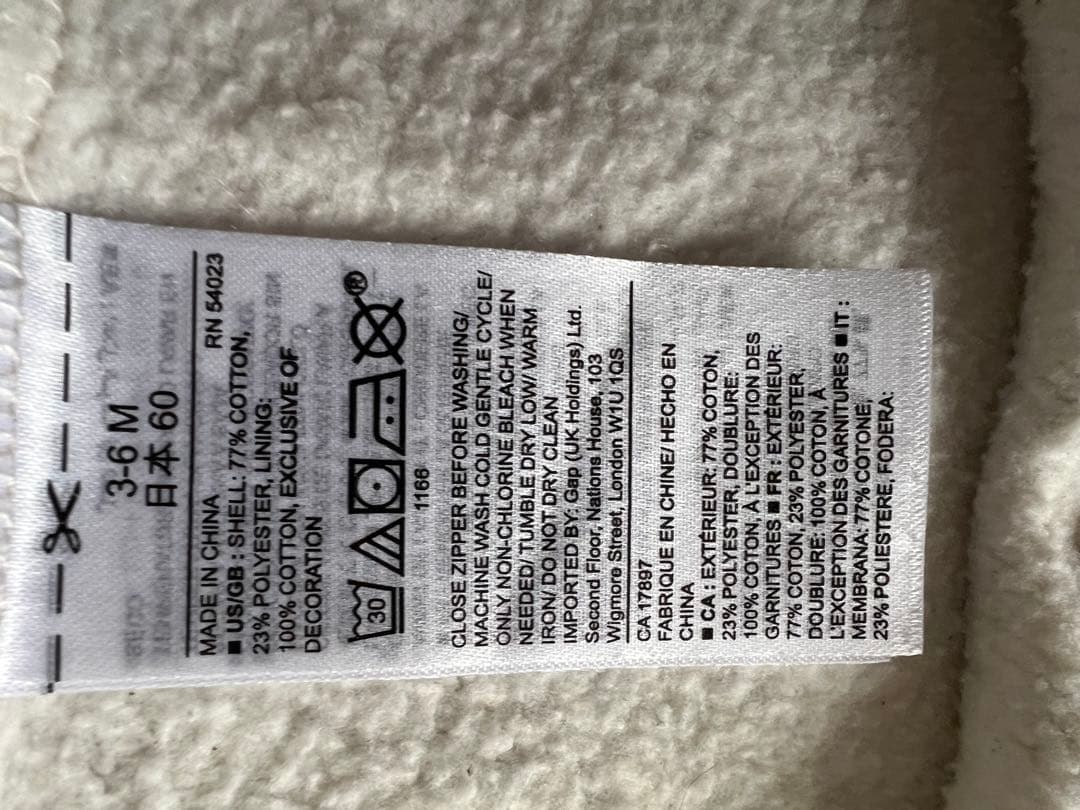 3-6 M
日本 60
MADE IN CHINA RN 54023
■ US/GB : SHELL: 77% COTTON,
23% POLYESTER, LINING:
100% COTTON, EXCLUSIVE OF
DECORATION
30 ®
1166
CLOSE ZIPPER BEFORE WASHING/
MACHINE WASH COLD GENTLE CYCLE/
ONLY NON-CHLORINE BLEACH WHEN
NEEDED/ TUMBLE DRY LOW/ WARM
IRON/ DO NOT DRY CLEAN
IMPORTED BY: Gap (UK Holdings) Ltd.
Second Floor, Nations House, 103
Wigmore Street, London W1U 1QS
CA 17897
FABRIQUE EN CHINE/ HECHO EN
CHINA
■ CA : EXTÉRIEUR: 77% COTON,
23% POLYESTER, DOUBLURE:
100% COTON, À L'EXCEPTION DES
GARNITURES ■ FR : EXTÉRIEUR:
77% COTON, 23% POLYESTER,
DOUBLURE: 100% COTON, À
L'EXCEPTION DES GARNITURES ■ IT :
MEMBRANA: 77% COTONE,
23% POLIESTERE, FODERA: